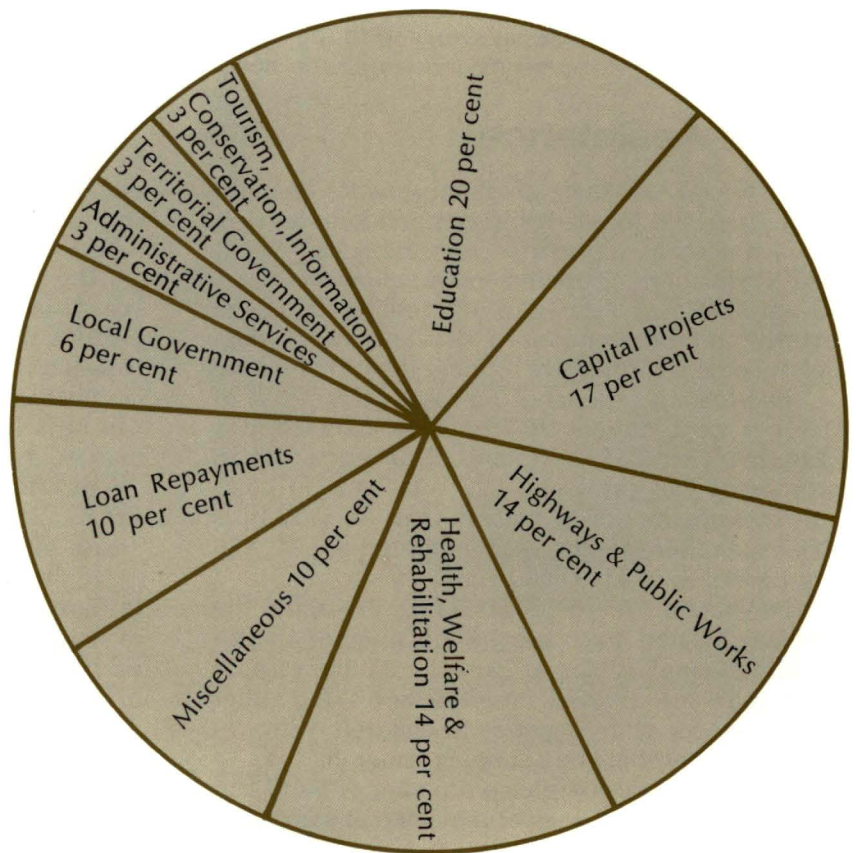 Education 20 per cent
Capital Projects
17 per cent
Highways & Public Works
14 per cent
Health, Welfare &
Rehabilitation 14 per cent
Miscellaneous 10 per cent
Loan Repayments
10 per cent
Local Government
6 per cent
Administrative Services
3 per cent
Territorial Government
3 per cent
Tourism,
Conservation, Information
3 per cent